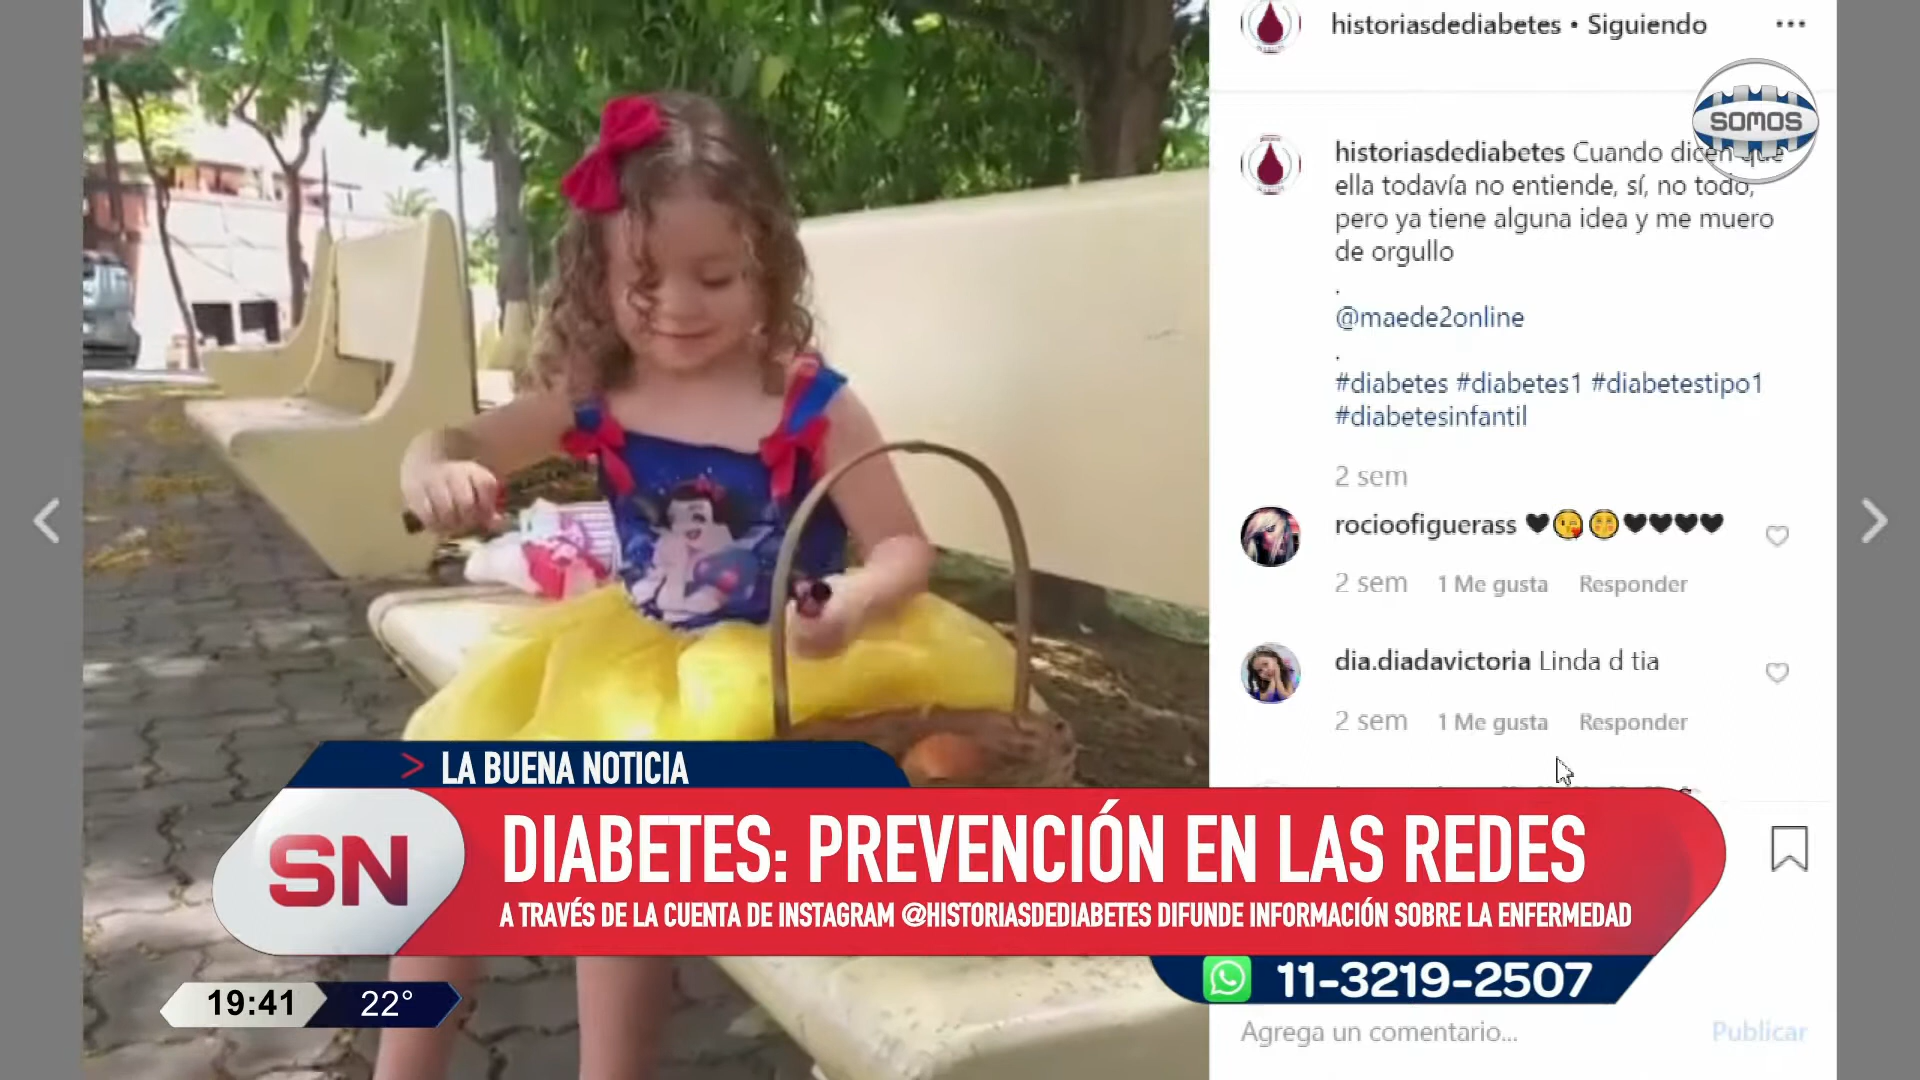 historiasdediabetes • Siguiendo
SOMOS
historiasdediabetes Cuando dicen que
ella todavía no entiende, sí, no todo,
pero ya tiene alguna idea y me muero
de orgullo
.
@maede2online
.
#diabetes #diabetes1 #diabetestipo1
#diabetesinfantil
2 sem
rocioofiguerass 🖤😘🤫🖤🖤🖤🖤
2 sem 1 Me gusta Responder
dia.diadavictoria Linda d tia
2 sem 1 Me gusta Responder
> LA BUENA NOTICIA
SN
DIABETES: PREVENCIÓN EN LAS REDES
A TRAVÉS DE LA CUENTA DE INSTAGRAM @HISTORIASDEDIABETES DIFUNDE INFORMACIÓN SOBRE LA ENFERMEDAD
11-3219-2507
19:41 22°
Agrega un comentario... Publicar